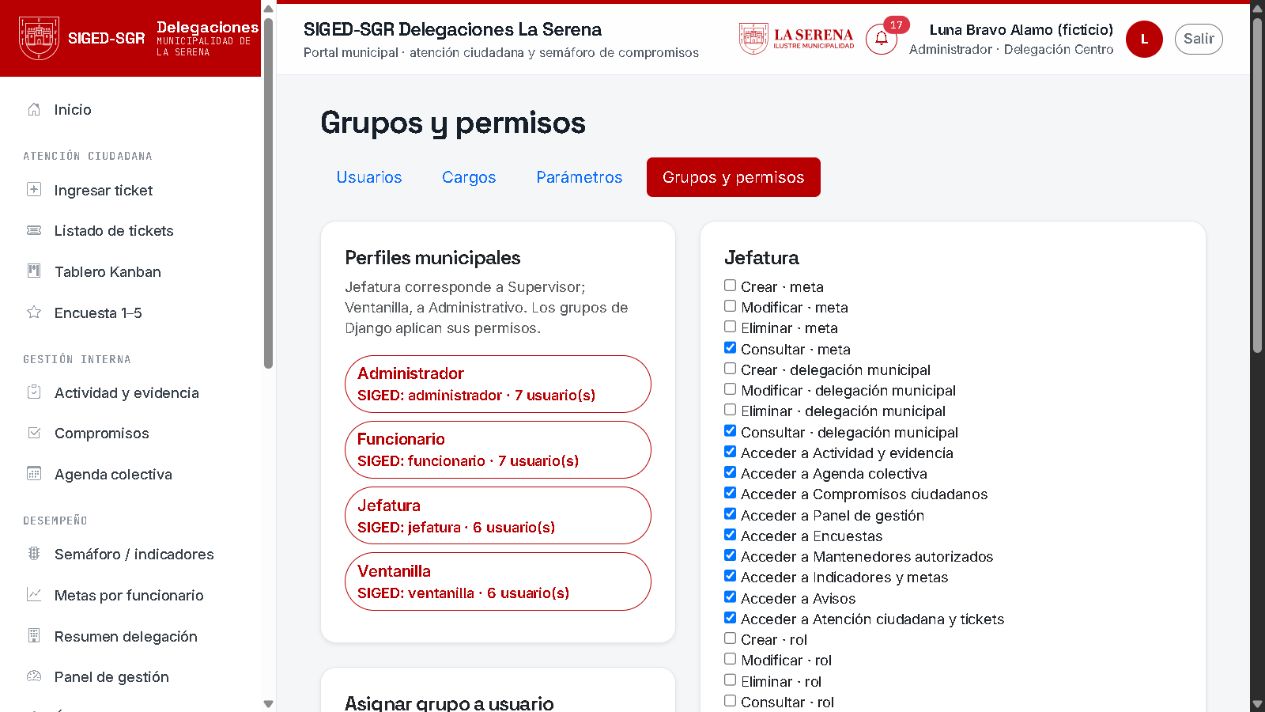 SIGED-SGR
Delegaciones
MUNICIPALIDAD DE
LA SERENA
Inicio
ATENCIÓN CIUDADANA
Ingresar ticket
Listado de tickets
Tablero Kanban
Encuesta 1–5
GESTIÓN INTERNA
Actividad y evidencia
Compromisos
Agenda colectiva
DESEMPEÑO
Semáforo / indicadores
Metas por funcionario
Resumen delegación
Panel de gestión
SIGED-SGR Delegaciones La Serena
Portal municipal · atención ciudadana y semáforo de compromisos
LA SERENA
ILUSTRE MUNICIPALIDAD
17
Luna Bravo Alamo (ficticio)
Administrador · Delegación Centro
L
Salir
Grupos y permisos
Usuarios
Cargos
Parámetros
Grupos y permisos
Perfiles municipales
Jefatura corresponde a Supervisor;
Ventanilla, a Administrativo. Los grupos de
Django aplican sus permisos.
Administrador
SIGED: administrador · 7 usuario(s)
Funcionario
SIGED: funcionario · 7 usuario(s)
Jefatura
SIGED: jefatura · 6 usuario(s)
Ventanilla
SIGED: ventanilla · 6 usuario(s)
Asignar grupo a usuario
Jefatura
Crear · meta
Modificar · meta
Eliminar · meta
Consultar · meta
Crear · delegación municipal
Modificar · delegación municipal
Eliminar · delegación municipal
Consultar · delegación municipal
Acceder a Actividad y evidencia
Acceder a Agenda colectiva
Acceder a Compromisos ciudadanos
Acceder a Panel de gestión
Acceder a Encuestas
Acceder a Mantenedores autorizados
Acceder a Indicadores y metas
Acceder a Avisos
Acceder a Atención ciudadana y tickets
Crear · rol
Modificar · rol
Eliminar · rol
Consultar · rol